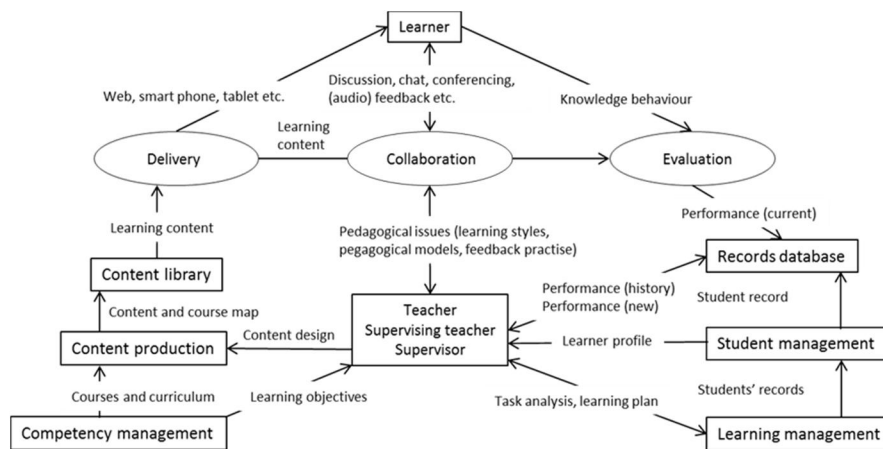 Learner
Web, smart phone, tablet etc.
Discussion, chat, conferencing,
(audio) feedback etc.
Knowledge behaviour
Learning
content
Delivery
Collaboration
Evaluation
Learning content
Pedagogical issues (learning styles,
pegagogical models, feedback practise)
Performance (current)
Content library
Records database
Content and course map
Performance (history)
Performance (new)
Student record
Teacher
Supervising teacher
Supervisor
Content production
Content design
Learner profile
Student management
Courses and curriculum
Learning objectives
Task analysis, learning plan
Students' records
Competency management
Learning management